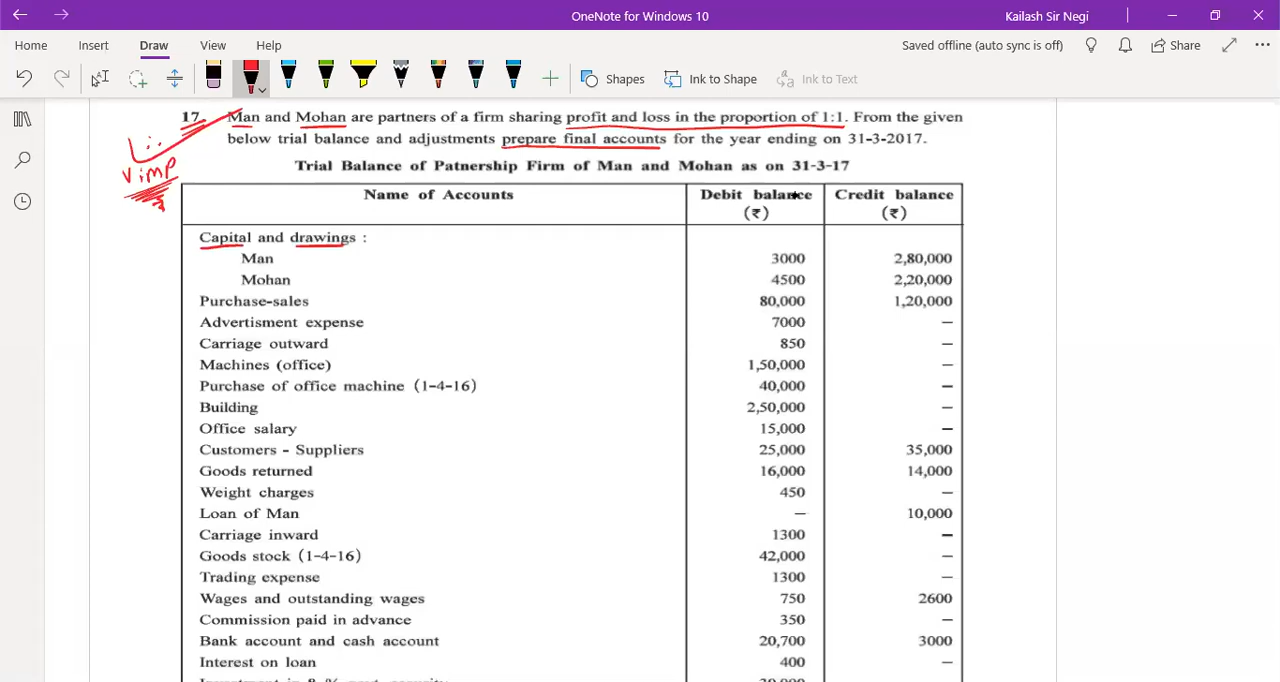 OneNote for Windows 10
Kailash Sir Negi
Home Insert Draw View Help
Saved offline (auto sync is off) Share
Shapes Ink to Shape Ink to Text
17. Man and Mohan are partners of a firm sharing profit and loss in the proportion of 1:1. From the given
below trial balance and adjustments prepare final accounts for the year ending on 31-3-2017.
V imp
Trial Balance of Patnership Firm of Man and Mohan as on 31-3-17
Name of Accounts Debit balance (₹) Credit balance (₹)
Capital and drawings :
Man 3000 2,80,000
Mohan 4500 2,20,000
Purchase-sales 80,000 1,20,000
Advertisment expense 7000 –
Carriage outward 850 –
Machines (office) 1,50,000 –
Purchase of office machine (1-4-16) 40,000 –
Building 2,50,000 –
Office salary 15,000 –
Customers - Suppliers 25,000 35,000
Goods returned 16,000 14,000
Weight charges 450 –
Loan of Man – 10,000
Carriage inward 1300 –
Goods stock (1-4-16) 42,000 –
Trading expense 1300 –
Wages and outstanding wages 750 2600
Commission paid in advance 350 –
Bank account and cash account 20,700 3000
Interest on loan 400 –